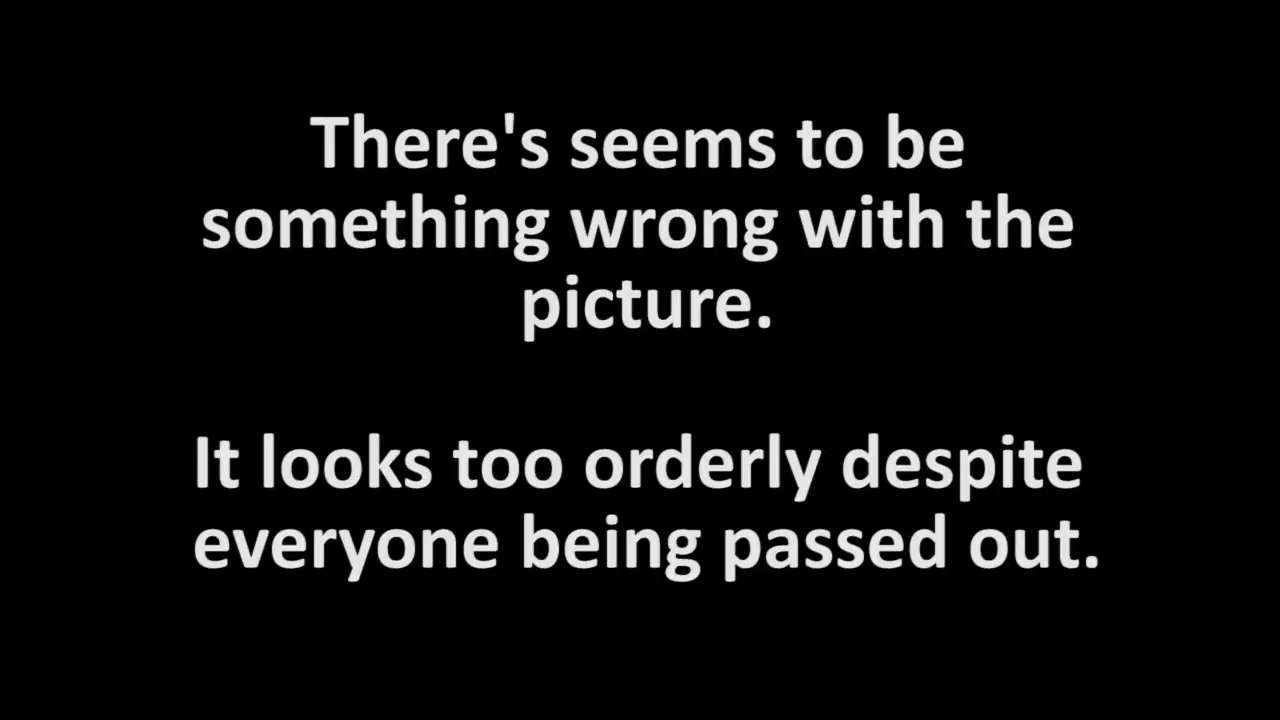 There's seems to be
something wrong with the
picture.
It looks too orderly despite
everyone being passed out.